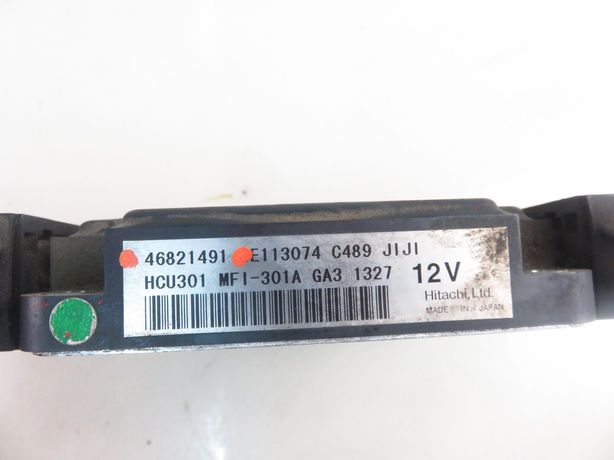 46821491 E113074 C489 JIJI
HCU301 MFI-301A GA3 1327 12V
Hitachi,Ltd.
MADE IN JAPAN